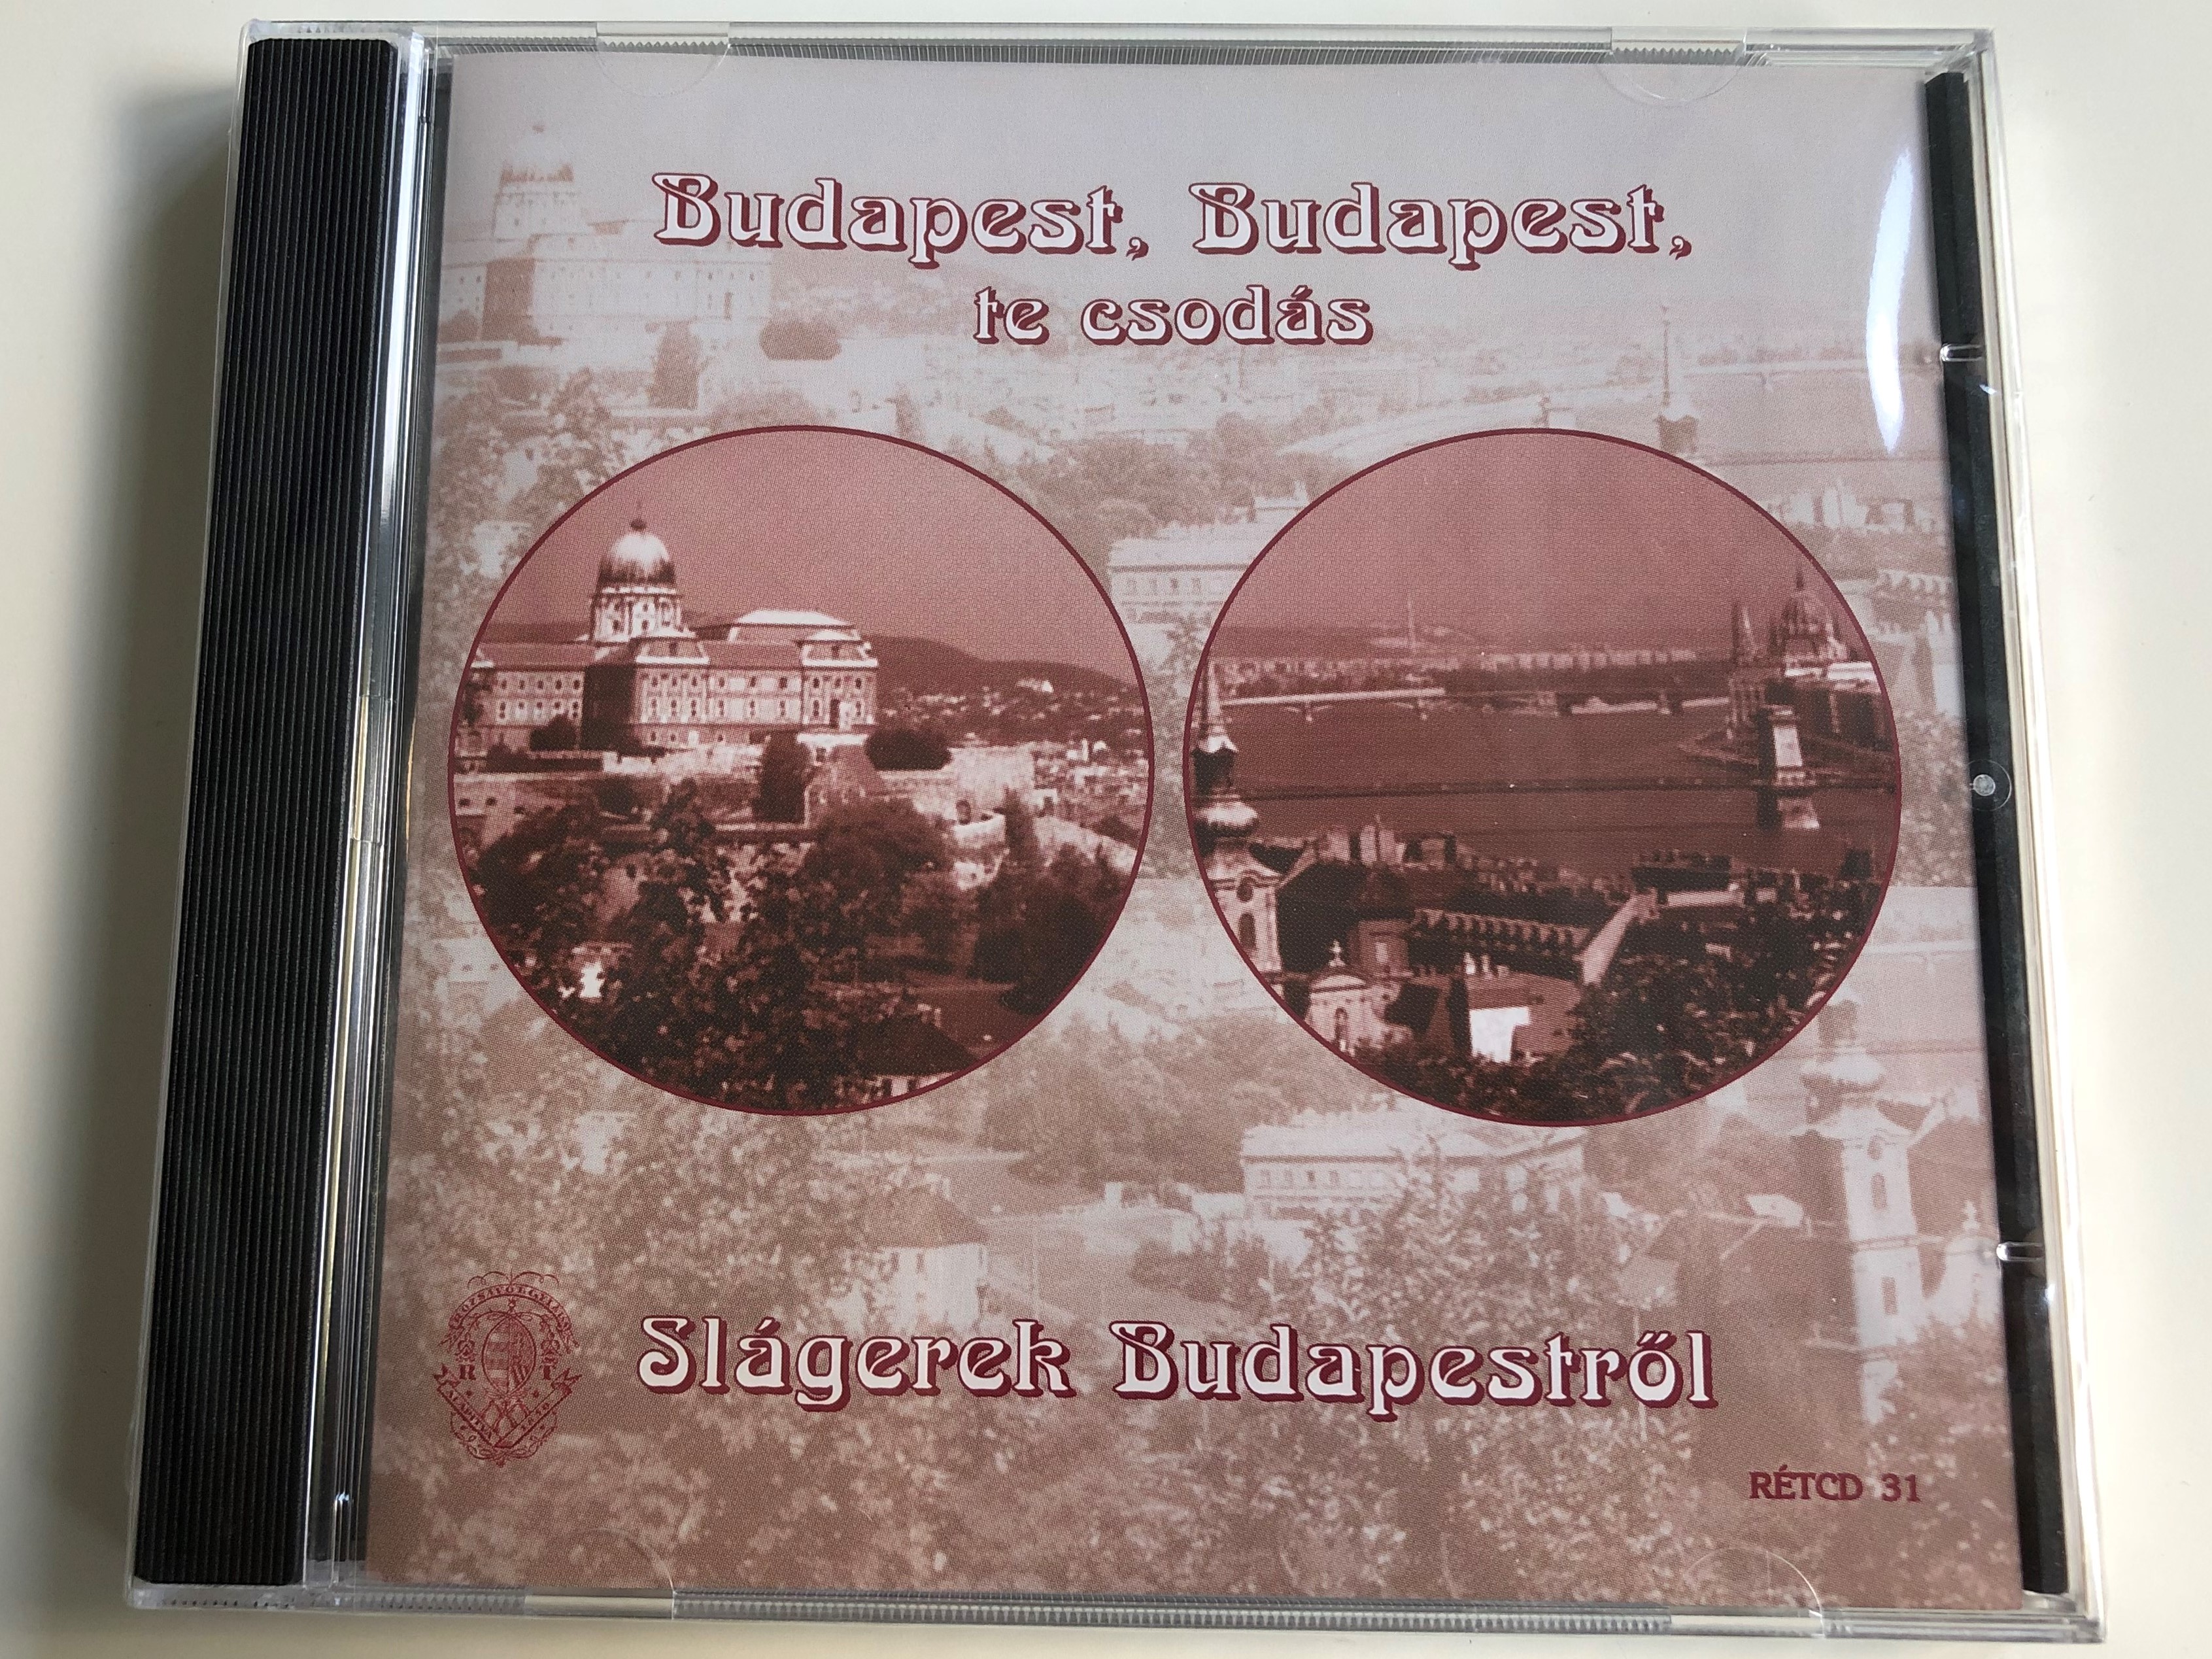 Budapest, Budapest,
te csodás
R T
Slágerek Budapestről
RÉTCD 31